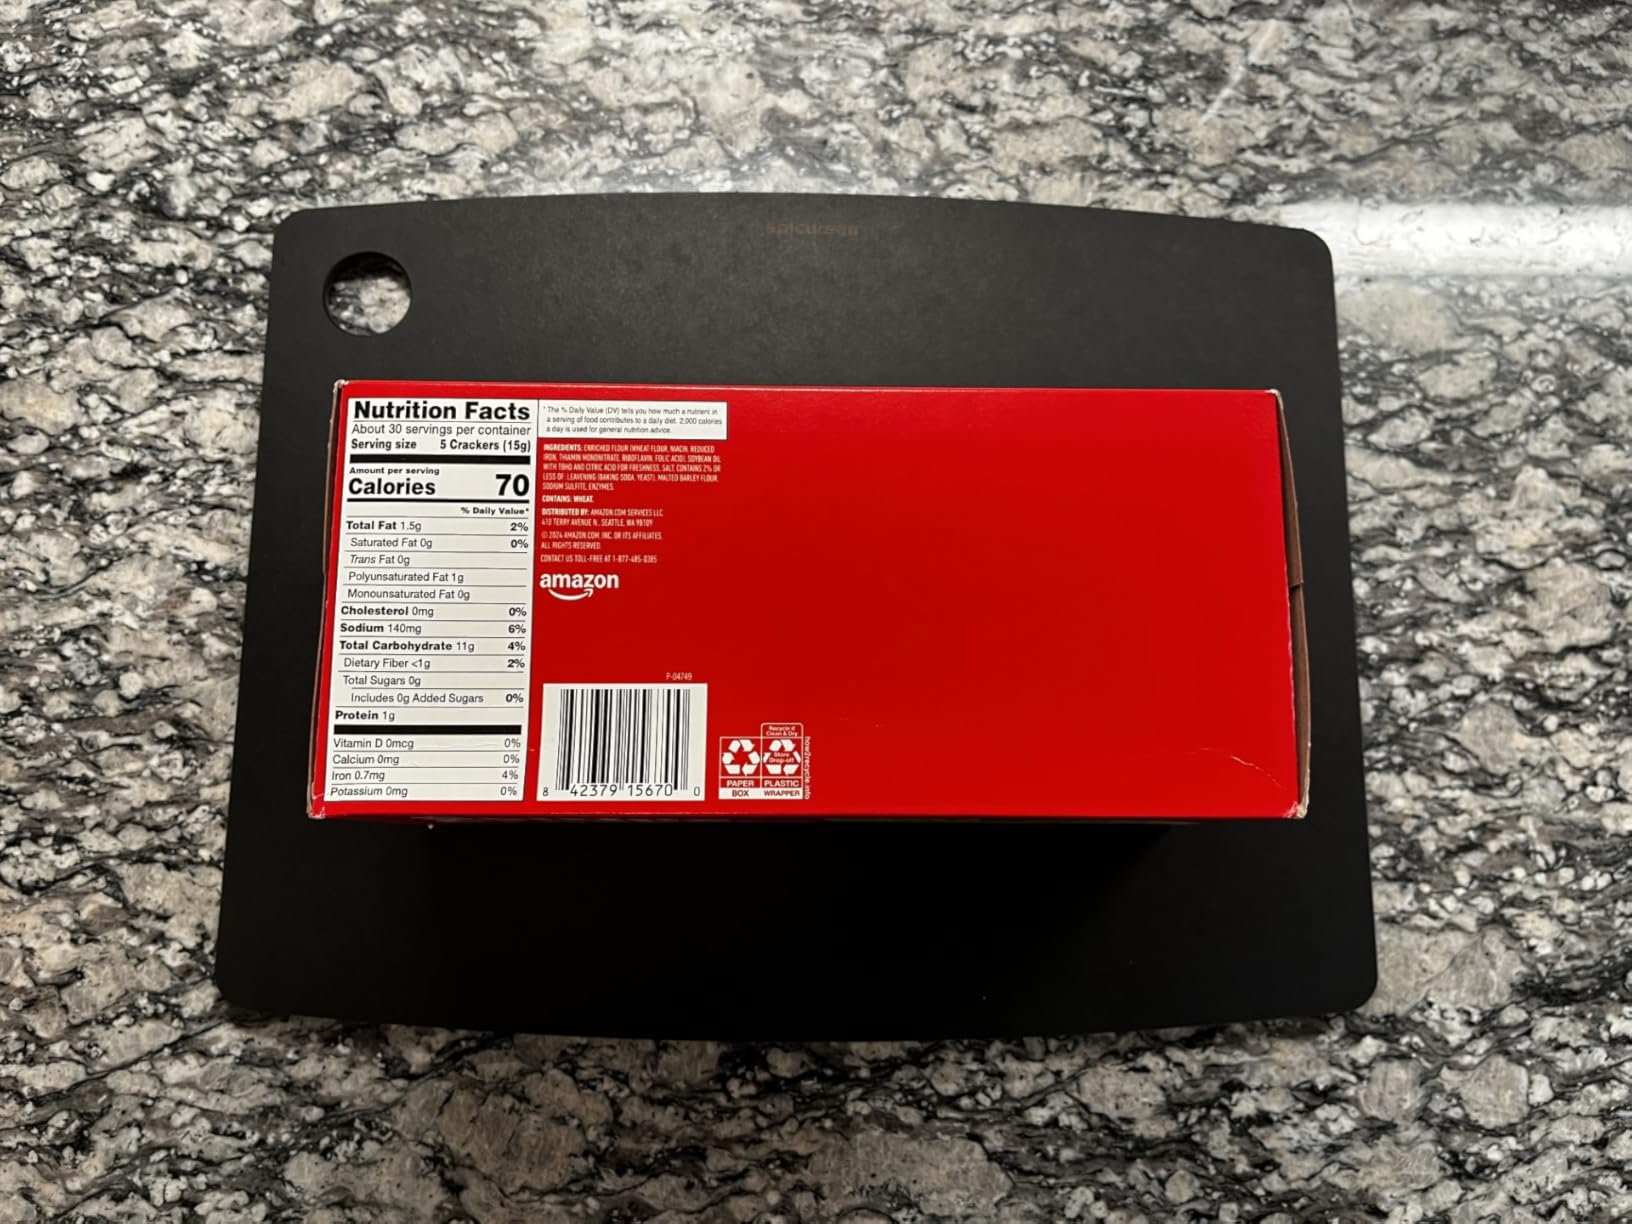 epicurean
Nutrition Facts
About 30 servings per container
Serving size 5 Crackers (15g)
Amount per serving
Calories 70
% Daily Value*
Total Fat 1.5g 2%
Saturated Fat 0g 0%
Trans Fat 0g
Polyunsaturated Fat 1g
Monounsaturated Fat 0g
Cholesterol 0mg 0%
Sodium 140mg 6%
Total Carbohydrate 11g 4%
Dietary Fiber <1g 2%
Total Sugars 0g
Includes 0g Added Sugars 0%
Protein 1g
Vitamin D 0mcg 0%
Calcium 0mg 0%
Iron 0.7mg 4%
Potassium 0mg 0%
* The % Daily Value (DV) tells you how much a nutrient in
a serving of food contributes to a daily diet. 2,000 calories
a day is used for general nutrition advice.
INGREDIENTS: ENRICHED FLOUR (WHEAT FLOUR, NIACIN, REDUCED
IRON, THIAMIN MONONITRATE, RIBOFLAVIN, FOLIC ACID), SOYBEAN OIL
WITH TBHQ AND CITRIC ACID FOR FRESHNESS, SALT, CONTAINS 2% OR
LESS OF: LEAVENING (BAKING SODA, YEAST), MALTED BARLEY FLOUR,
SODIUM SULFITE, ENZYMES.
CONTAINS: WHEAT.
DISTRIBUTED BY: AMAZON.COM SERVICES LLC
410 TERRY AVENUE N., SEATTLE, WA 98109
© 2024 AMAZON.COM, INC. OR ITS AFFILIATES.
ALL RIGHTS RESERVED.
CONTACT US TOLL-FREE AT 1-877-485-0385
amazon
P-04749
8 42379 15670 0
Recycle if
Clean & Dry
Store
Drop-off
PAPER
BOX
PLASTIC
WRAPPER
how2recycle.info